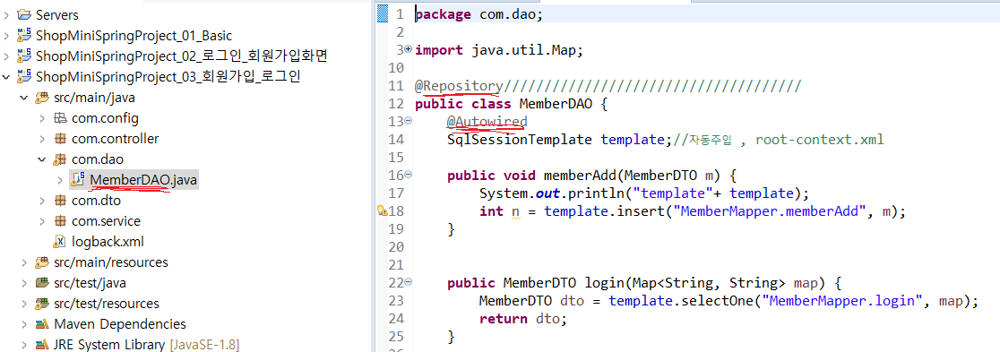 Servers
ShopMiniSpringProject_01_Basic
ShopMiniSpringProject_02_로그인_회원가입화면
ShopMiniSpringProject_03_회원가입_로그인
src/main/java
com.config
com.controller
com.dao
MemberDAO.java
com.dto
com.service
logback.xml
src/main/resources
src/test/java
src/test/resources
Maven Dependencies
JRE System Library [JavaSE-1.8]
1 package com.dao;
2
3 import java.util.Map;
10
11 @Repository/////////////////////////////////////
12 public class MemberDAO {
13 @Autowired
14 SqlSessionTemplate template;//자동주입 , root-context.xml
15
16 public void memberAdd(MemberDTO m) {
17 System.out.println("template"+ template);
18 int n = template.insert("MemberMapper.memberAdd", m);
19 }
20
21
22 public MemberDTO login(Map<String, String> map) {
23 MemberDTO dto = template.selectOne("MemberMapper.login", map);
24 return dto;
25 }